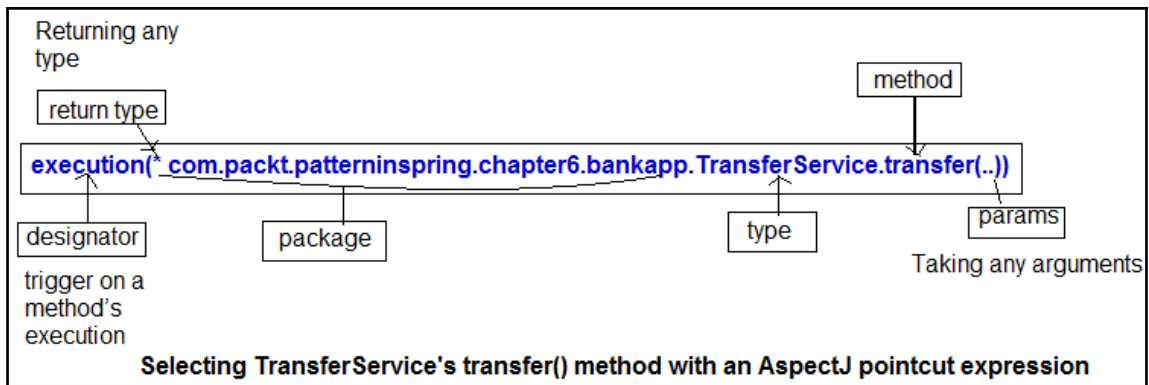 Returning any
type
return type
method
execution(* com.packt.patterninspring.chapter6.bankapp.TransferService.transfer(..))
designator
package
type
params
trigger on a
method's
execution
Taking any arguments
Selecting TransferService's transfer() method with an AspectJ pointcut expression